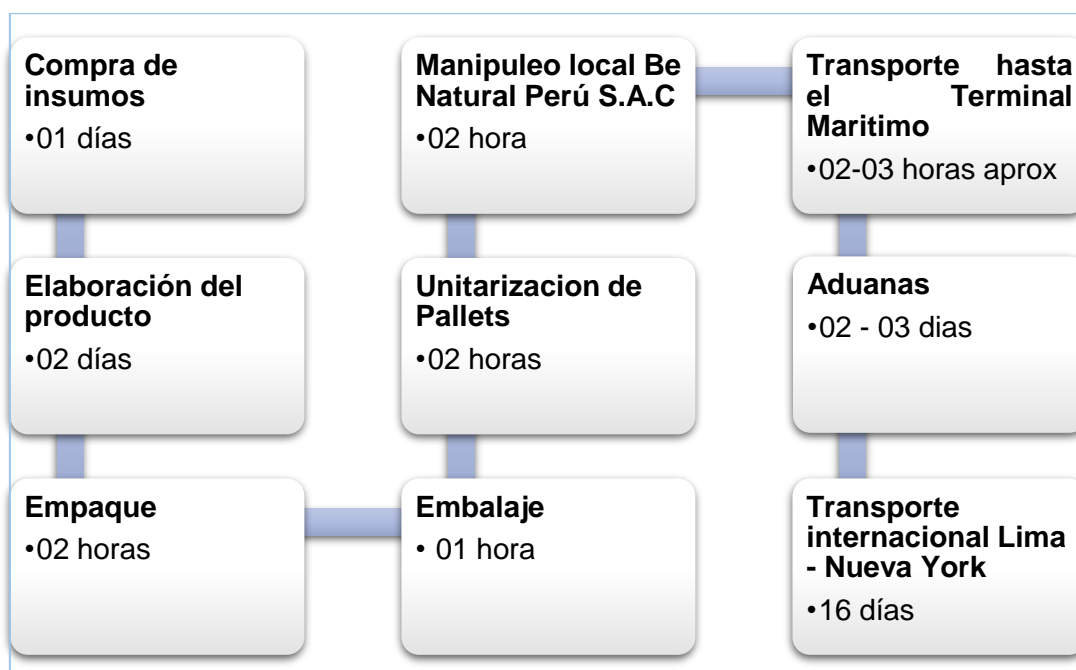 Compra de
insumos
•01 días
Elaboración del
producto
•02 días
Empaque
•02 horas
Embalaje
• 01 hora
Unitarizacion de
Pallets
•02 horas
Manipuleo local Be
Natural Perú S.A.C
•02 hora
Transporte hasta
el Terminal
Maritimo
•02-03 horas aprox
Aduanas
•02 - 03 dias
Transporte
internacional Lima
- Nueva York
•16 días